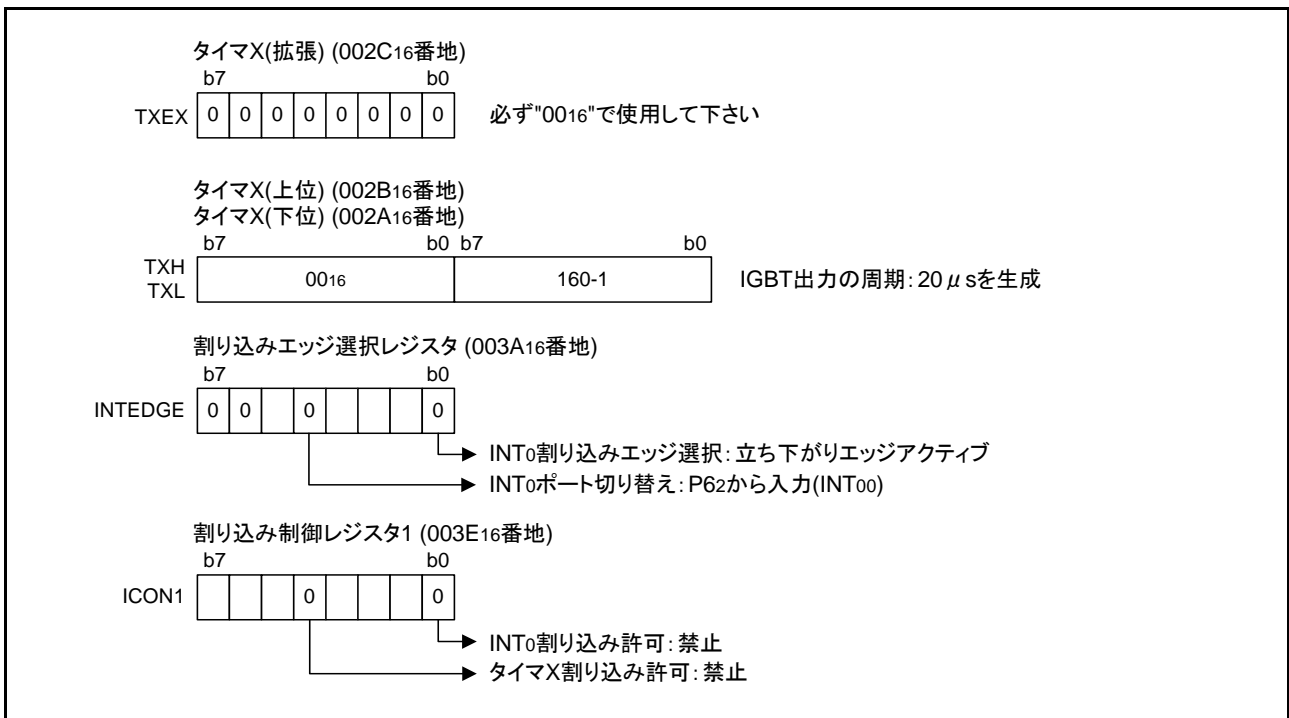 タイマX(拡張) (002C16番地)
b7 b0
TXEX 0 0 0 0 0 0 0 0 必ず"0016"で使用して下さい
タイマX(上位) (002B16番地)
タイマX(下位) (002A16番地)
b7 b0 b7 b0
TXH
TXL
0016 160-1 IGBT出力の周期:20μsを生成
割り込みエッジ選択レジスタ (003A16番地)
b7 b0
INTEDGE 0 0 0 0
INT0割り込みエッジ選択:立ち下がりエッジアクティブ
INT0ポート切り替え:P62から入力(INT00)
割り込み制御レジスタ1 (003E16番地)
b7 b0
ICON1 0 0
INT0割り込み許可:禁止
タイマX割り込み許可:禁止